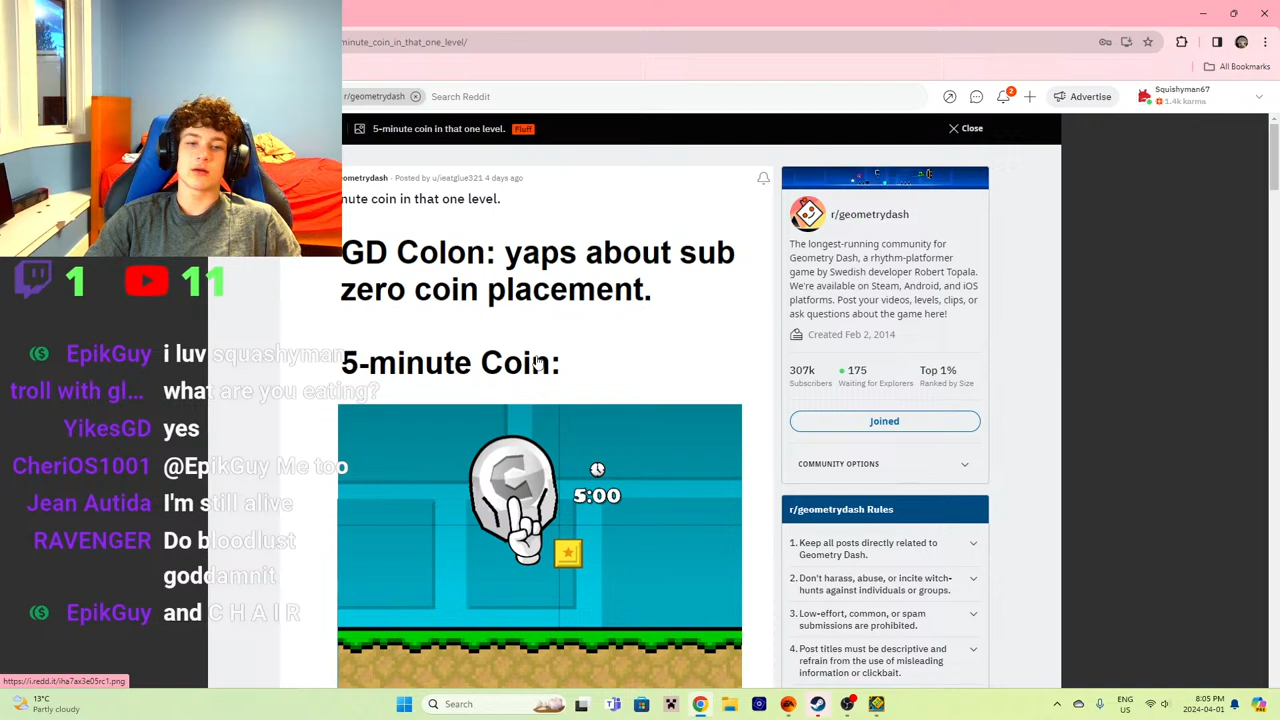 minute_coin_in_that_one_level/
All Bookmarks
r/geometrydash
Search Reddit
2
Advertise
Squishyman67
1.4k karma
5-minute coin in that one level.
Fluff
Close
ometrydash · Posted by u/ieatglue321 4 days ago
nute coin in that one level.
GD Colon: yaps about sub
zero coin placement.
5-minute Coin:
5:00
r/geometrydash
The longest-running community for
Geometry Dash, a rhythm-platformer
game by Swedish developer Robert Topala.
We're available on Steam, Android, and iOS
platforms. Post your videos, levels, clips, or
ask questions about the game here!
Created Feb 2, 2014
307k
Subscribers
175
Waiting for Explorers
Top 1%
Ranked by Size
Joined
COMMUNITY OPTIONS
r/geometrydash Rules
1. Keep all posts directly related to
Geometry Dash.
2. Don't harass, abuse, or incite witch-
hunts against individuals or groups.
3. Low-effort, common, or spam
submissions are prohibited.
4. Post titles must be descriptive and
refrain from the use of misleading
information or clickbait.
1
11
EpikGuy i luv squashyman
troll with gl... what are you eating?
YikesGD yes
CheriOS1001 @EpikGuy Me too
Jean Autida I'm still alive
RAVENGER Do bloodlust
goddamnit
EpikGuy and C H A I R
https://i.redd.it/iha7ax3e05rc1.png
13°C
Partly cloudy
Search
ENG
US
8:05 PM
2024-04-01